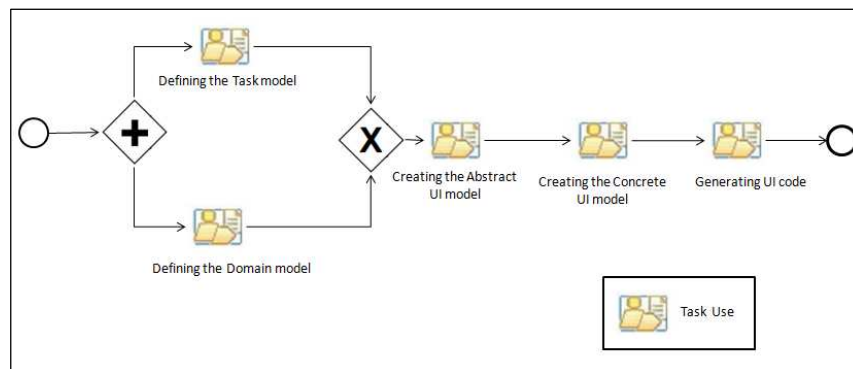 Defining the Task model
X
Creating the Abstract
UI model
Creating the Concrete
UI model
Generating UI code
Defining the Domain model
Task Use